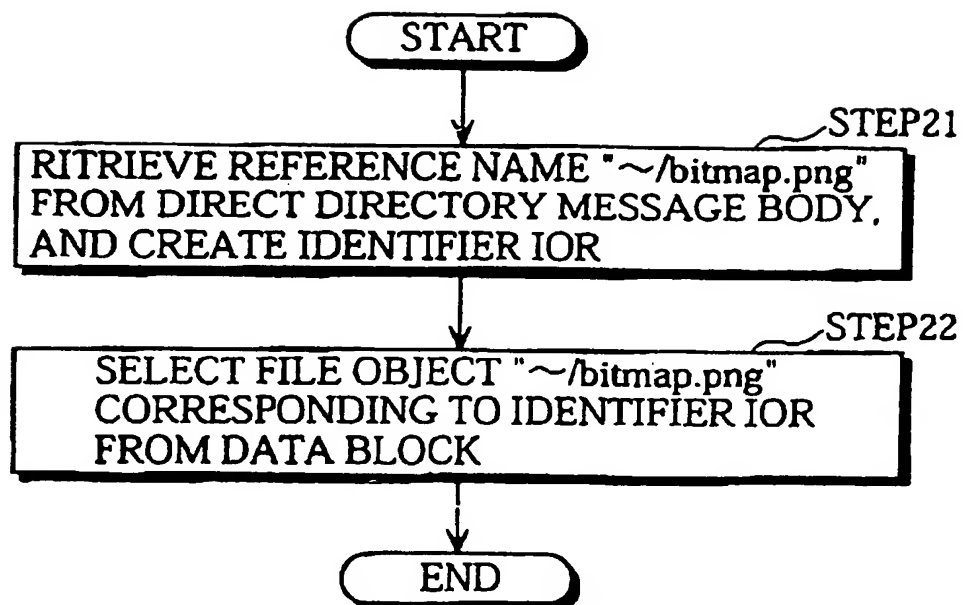 START
STEP21
RITRIEVE REFERENCE NAME "~/bitmap.png"
FROM DIRECT DIRECTORY MESSAGE BODY,
AND CREATE IDENTIFIER IOR
STEP22
SELECT FILE OBJECT "~/bitmap.png"
CORRESPONDING TO IDENTIFIER IOR
FROM DATA BLOCK
END